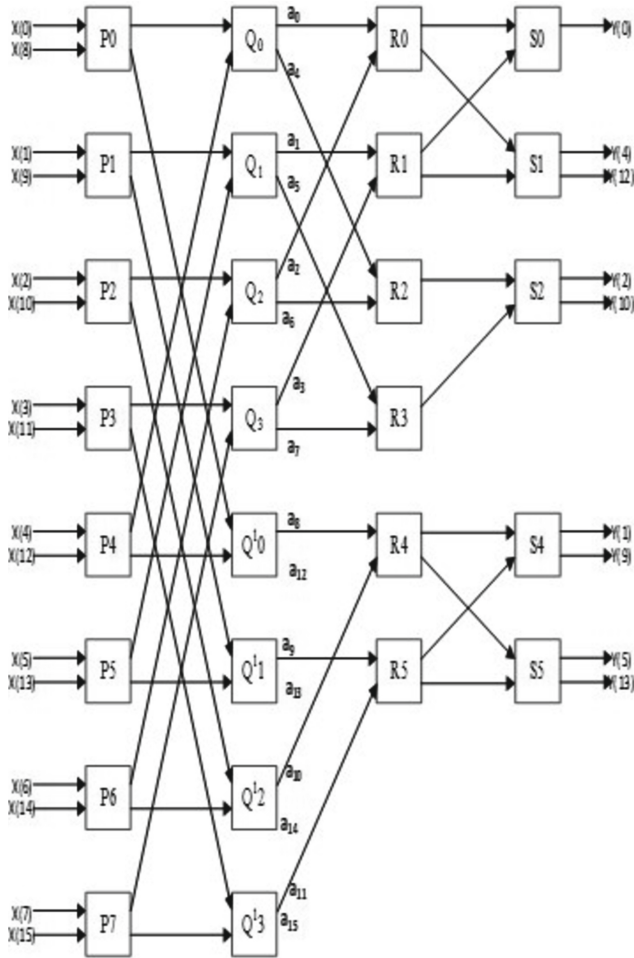 X(0) P0 Q0 a0 R0 S0 Y(0)
X(8) a4
X(1) P1 Q1 a1 R1 S1 Y(4)
X(9) a5 Y(12)
X(2) P2 Q2 a2 R2 S2 Y(2)
X(10) a6 Y(10)
X(3) P3 Q3 a3 R3
X(11) a7
X(4) P4 Q¹0 a8 R4 S4 Y(1)
X(12) a12 Y(9)
X(5) P5 Q¹1 a9 R5 S5 Y(5)
X(13) a13 Y(13)
X(6) P6 Q¹2 a10
X(14) a14
X(7) P7 Q¹3 a11
X(15) a15